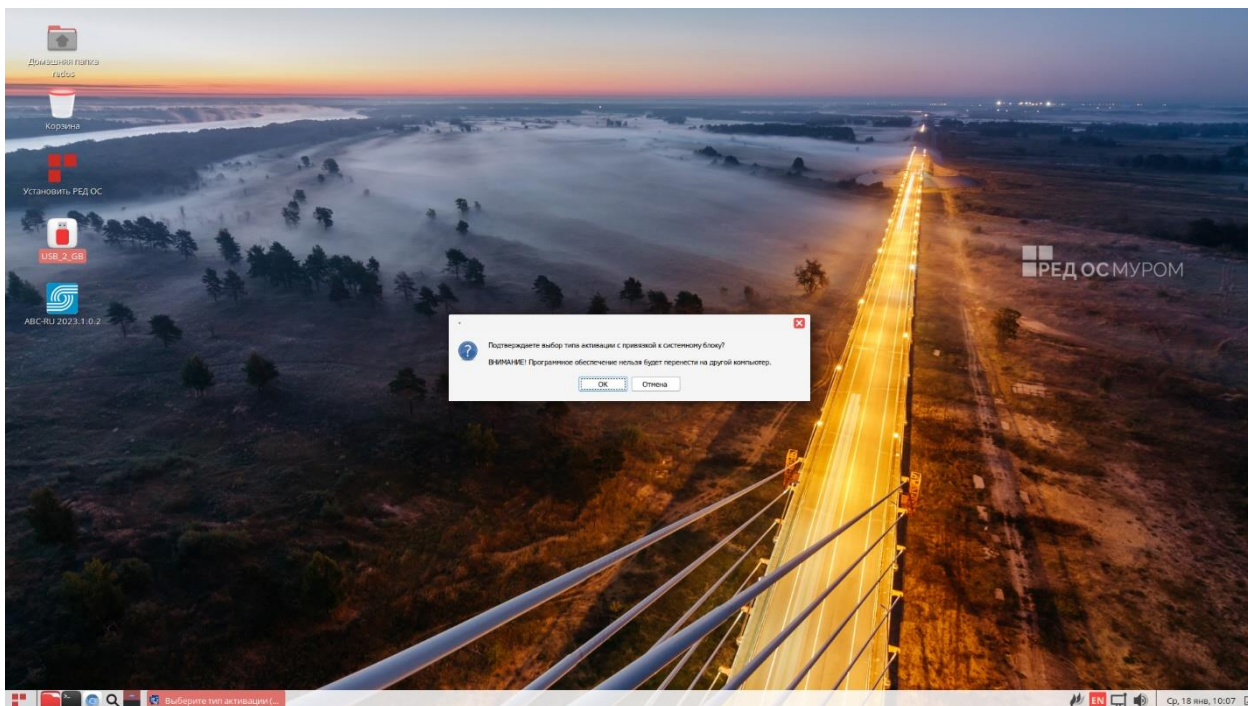 Домашняя папка
redos
Корзина
Установить РЕД ОС
USB_2_GB
ABC-RU 2023.1.0.2
РЕД ОС МУРОМ
Подтверждаете выбор типа активации с привязкой к системному блоку?
ВНИМАНИЕ! Программное обеспечение нельзя будет перенести на другой компьютер.
ОК
Отмена
Выберите тип активации (...
EN
Ср, 18 янв, 10:07